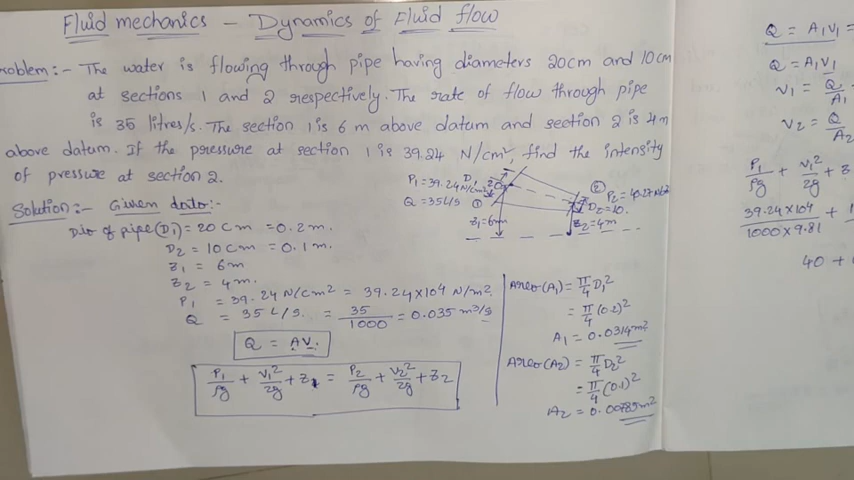 Fluid mechanics - Dynamics of Fluid flow
roblem:- The water is flowing through pipe having diameters 20cm and 10cm
at sections 1 and 2 respectively. The rate of flow through pipe
is 35 litres/s. The section 1 is 6 m above datum and section 2 is 4m
above datum. If the pressure at section 1 is 39.24 N/cm², find the intensity
of pressure at section 2.
P1 = 39.24 N/cm²
Q = 35L/s
D1
①
Z1 = 6m
②
D2 = 10
Z2 = 4m
Solution:- Given data:-
Dia of pipe (D1) = 20 cm = 0.2m.
D2 = 10 cm = 0.1 m.
Z1 = 6m
Z2 = 4m.
P1 = 39.24 N/cm² = 39.24×10⁴ N/m².
Q = 35 L/s. = 35/1000 = 0.035 m³/s
Q = AV.
P1/ρg + V1²/2g + Z1 = P2/ρg + V2²/2g + Z2
Area (A1) = π/4 D1²
= π/4 (0.2)²
A1 = 0.0314m²
Area (A2) = π/4 D2²
= π/4 (0.1)²
A2 = 0.00785m²
Q = A1V1 =
Q = A1V1
V1 = Q/A1
V2 = Q/A2
P1/ρg + V1²/2g + Z
39.24×10⁴/1000×9.81 +
40 +